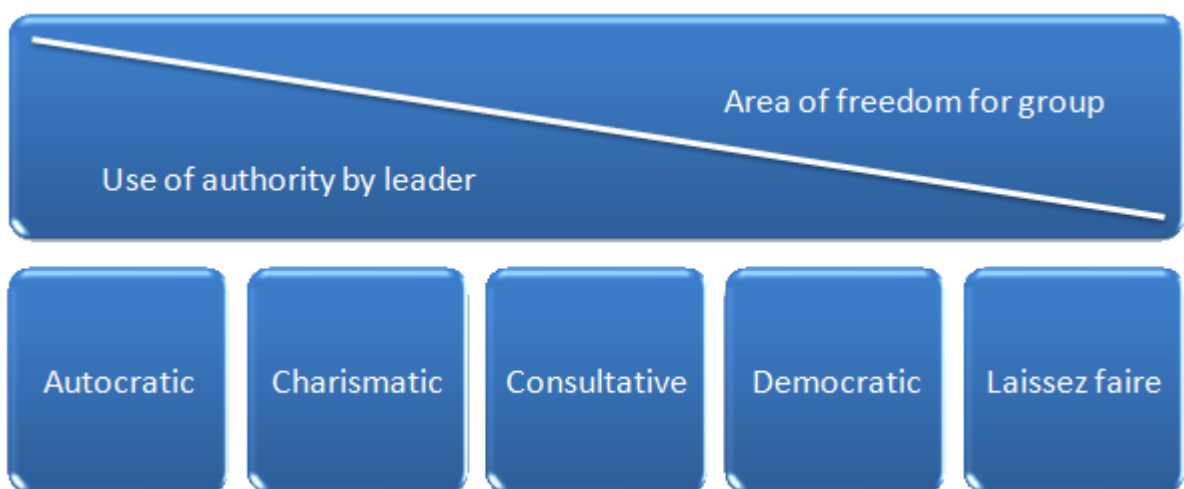 Area of freedom for group
Use of authority by leader
Autocratic
Charismatic
Consultative
Democratic
Laissez faire